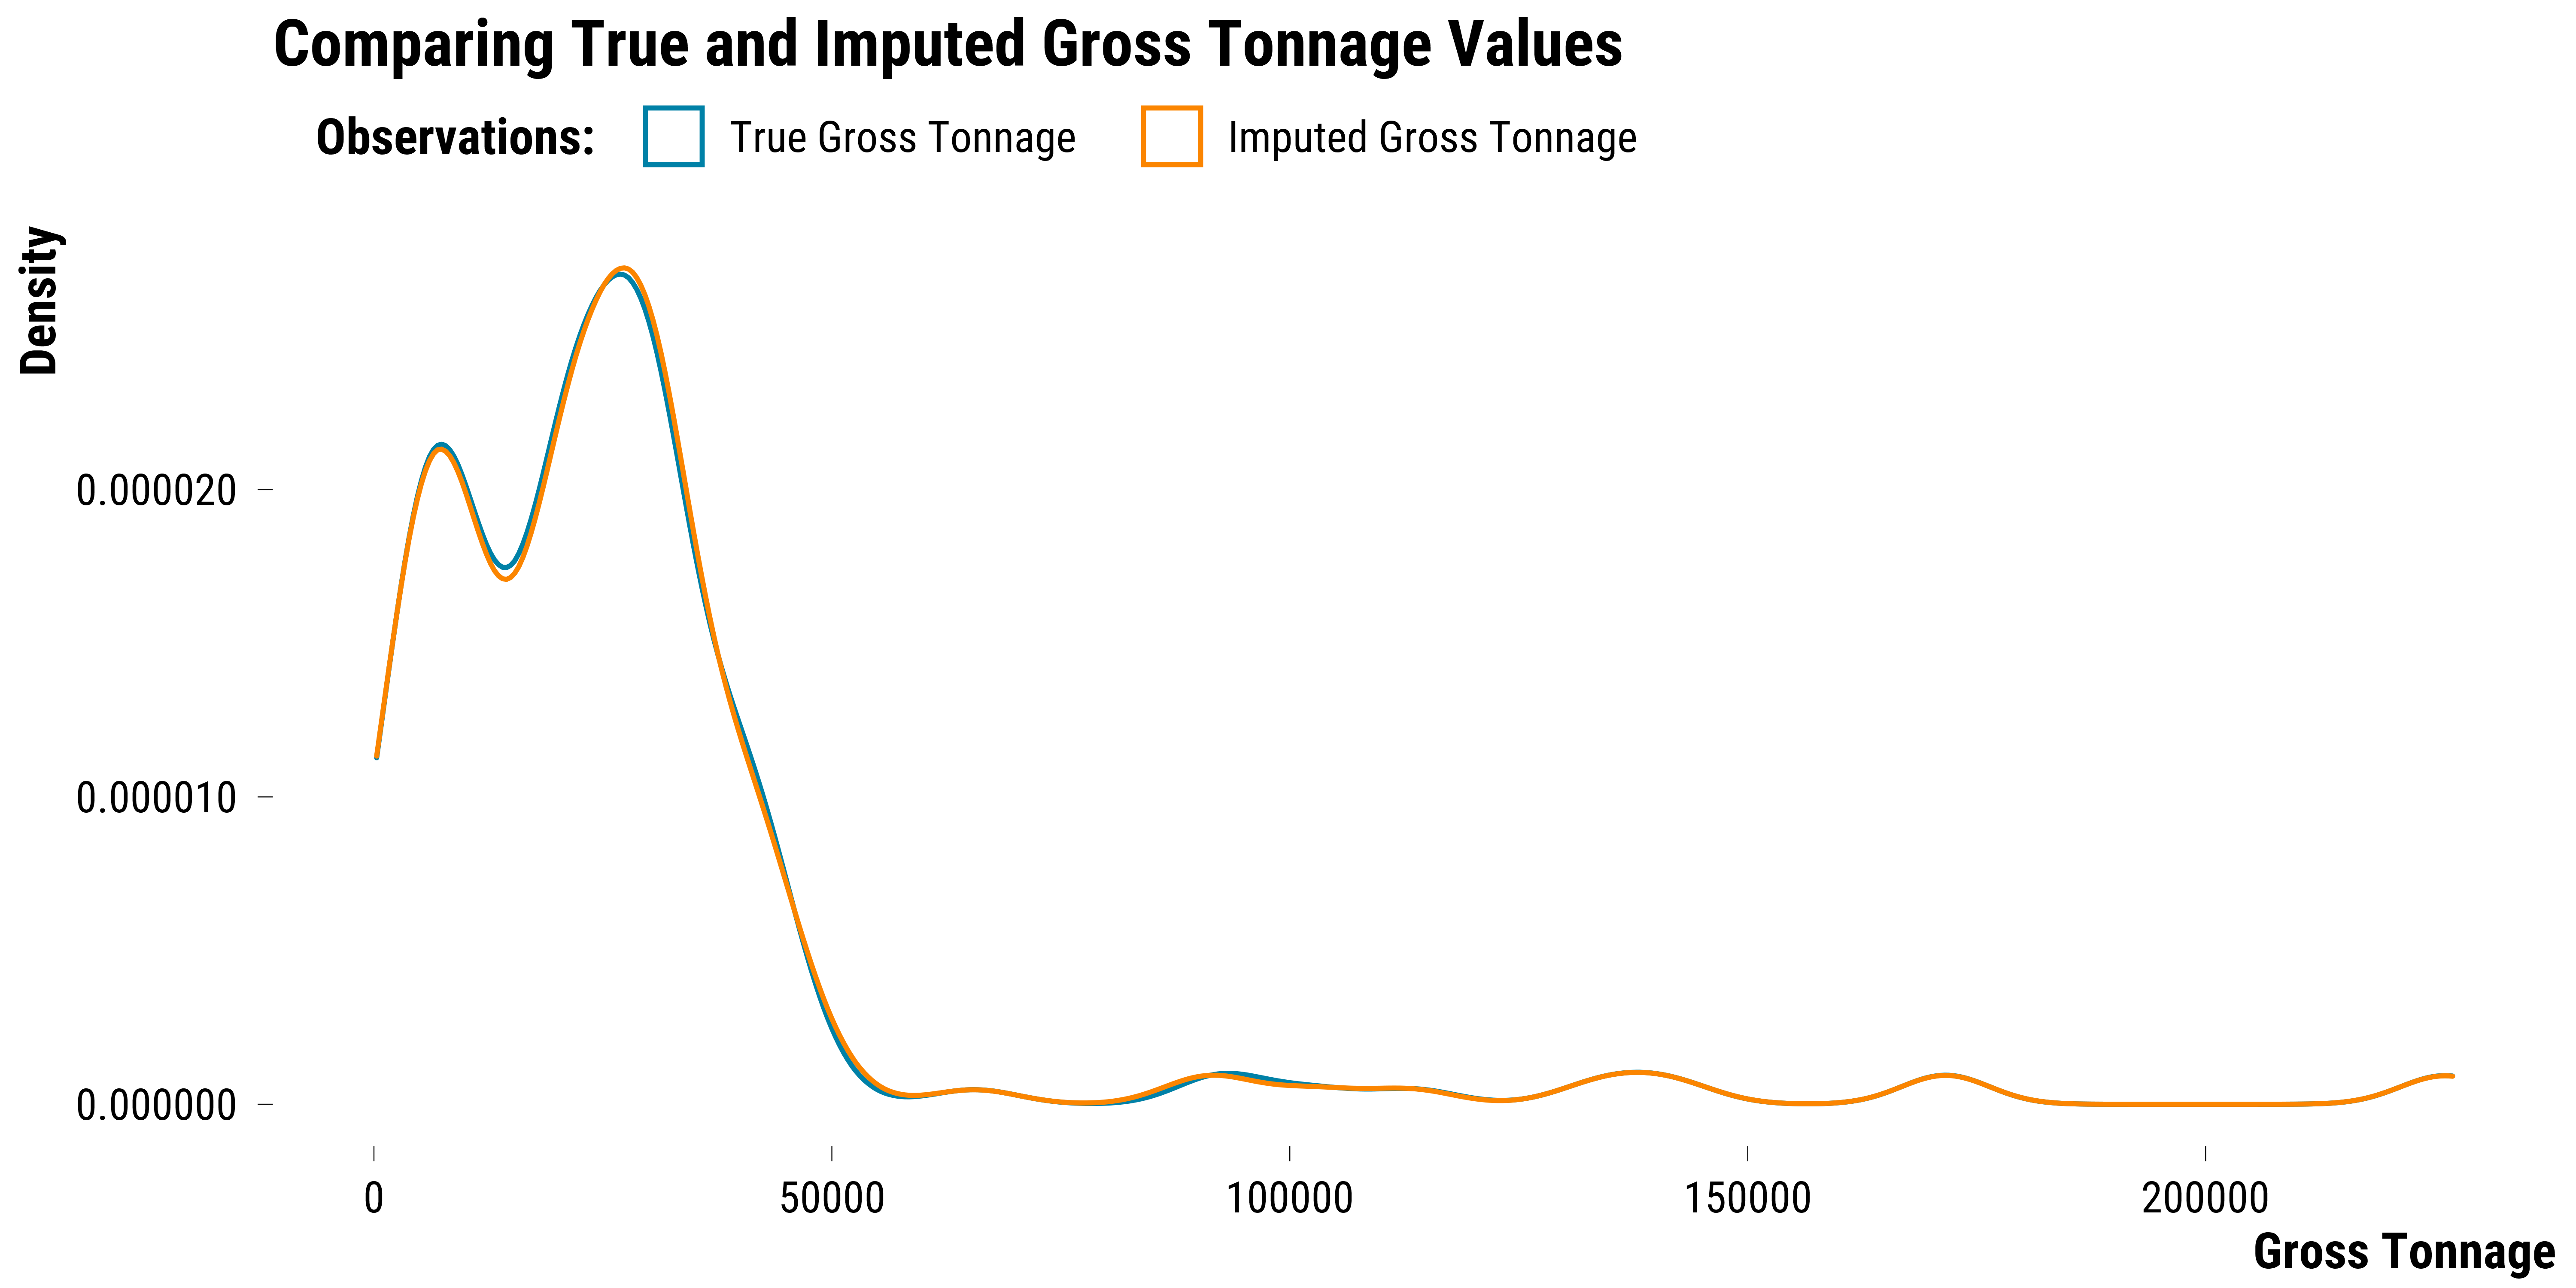 Comparing True and Imputed Gross Tonnage Values
Observations: True Gross Tonnage Imputed Gross Tonnage
Density
0.000020
0.000010
0.000000
0 50000 100000 150000 200000
Gross Tonnage